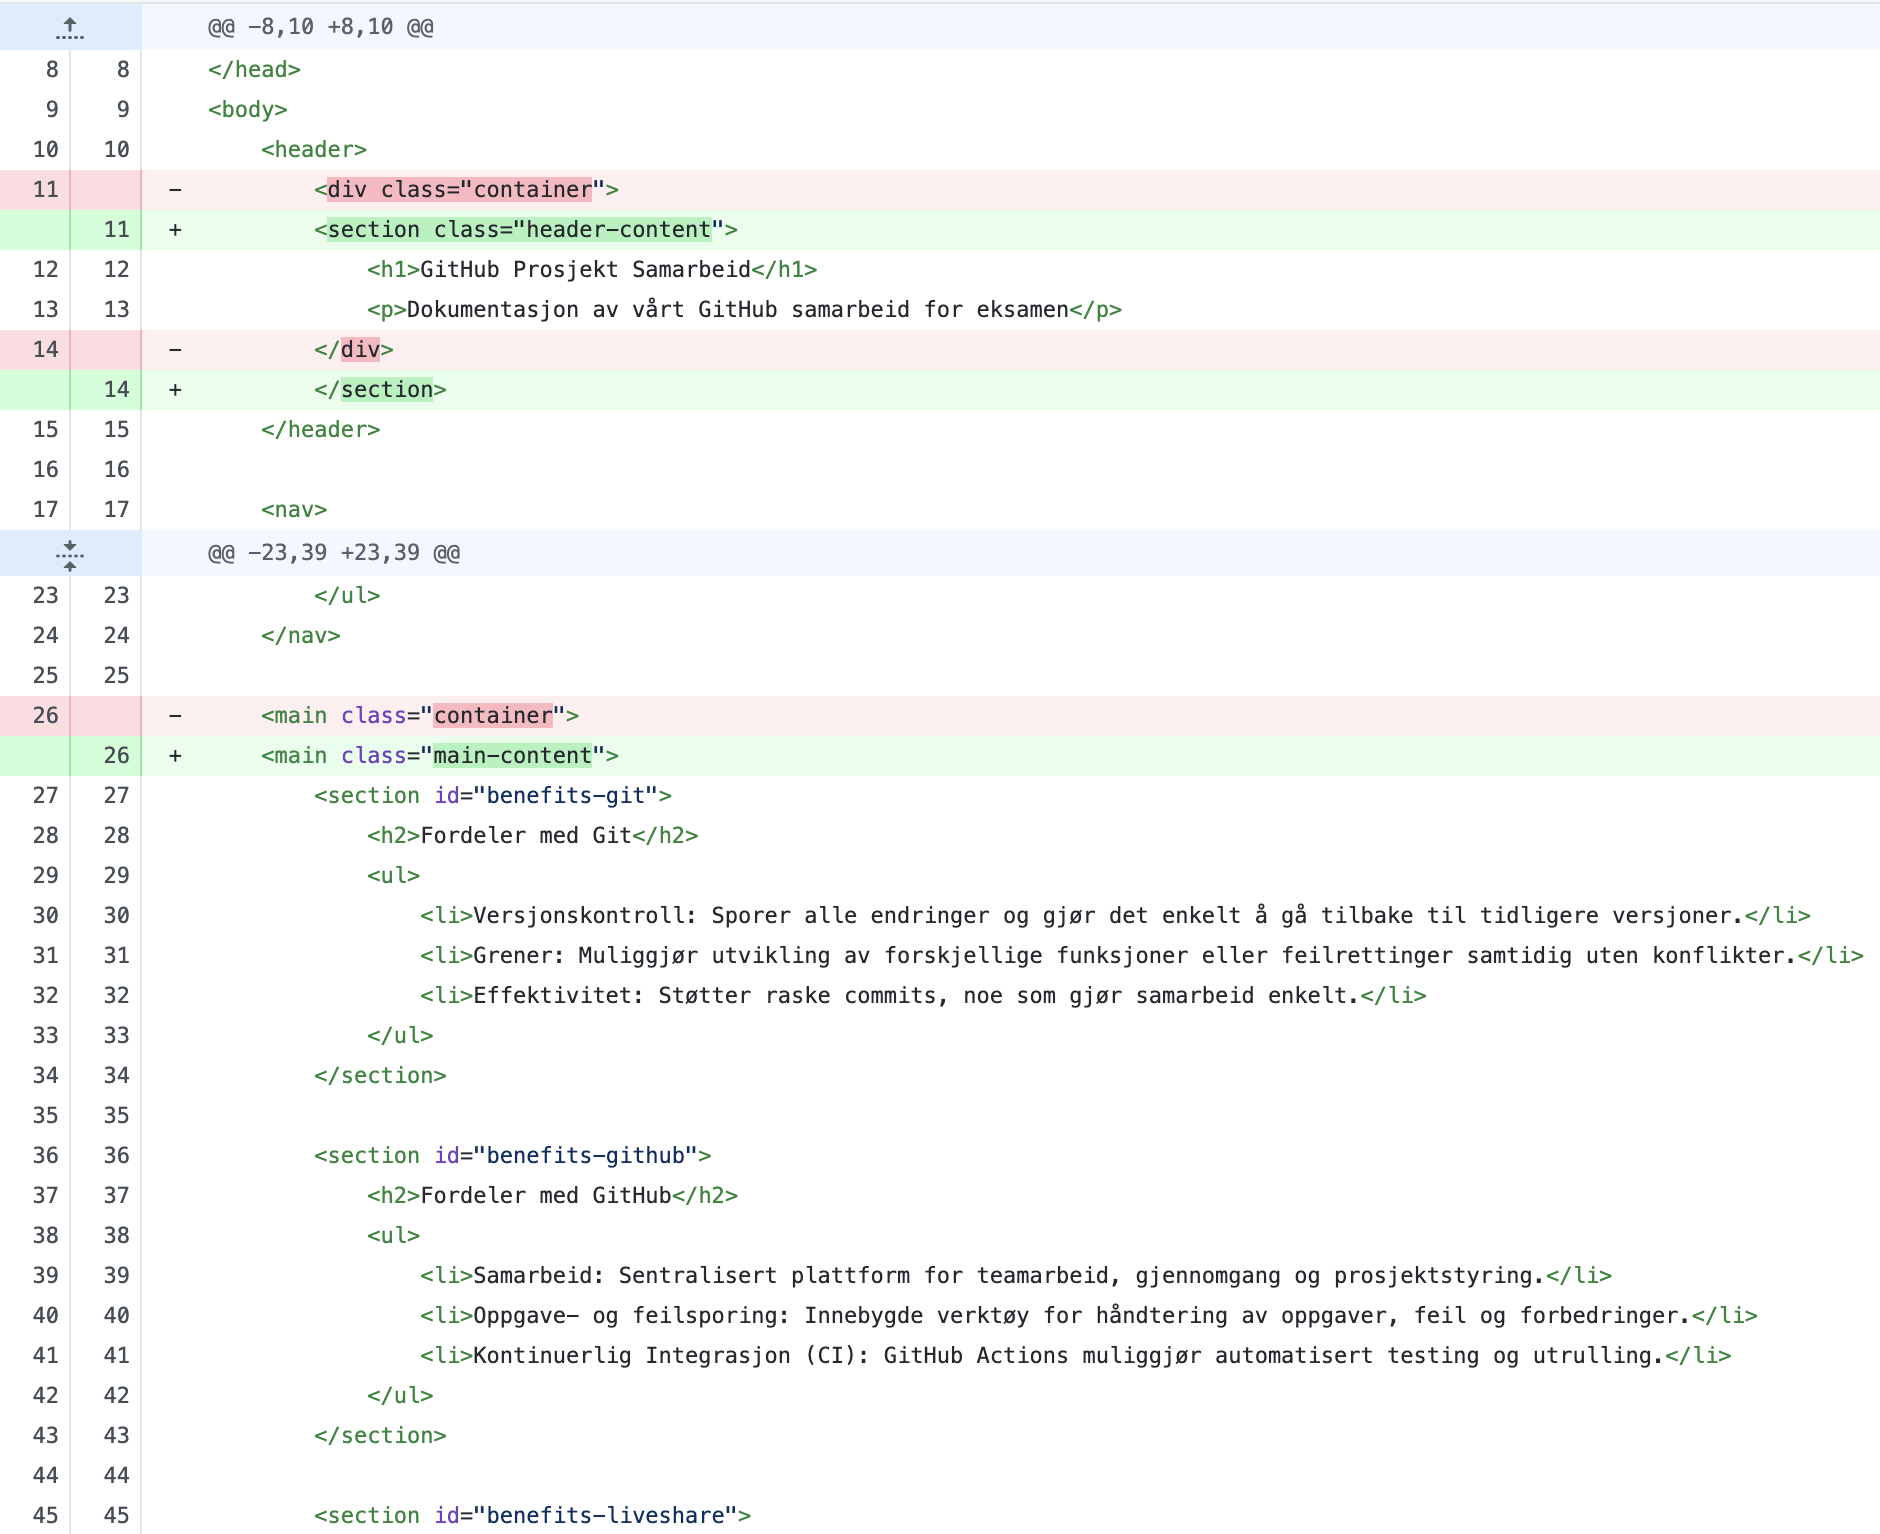 @@ -8,10 +8,10 @@
8 8 </head>
9 9 <body>
10 10     <header>
11 -         <div class="container">
11 +         <section class="header-content">
12 12             <h1>GitHub Prosjekt Samarbeid</h1>
13 13             <p>Dokumentasjon av vårt GitHub samarbeid for eksamen</p>
14 -         </div>
14 +         </section>
15 15     </header>
16 16
17 17     <nav>
@@ -23,39 +23,39 @@
23 23         </ul>
24 24     </nav>
25 25
26 -     <main class="container">
26 +     <main class="main-content">
27 27         <section id="benefits-git">
28 28             <h2>Fordeler med Git</h2>
29 29             <ul>
30 30                 <li>Versjonskontroll: Sporer alle endringer og gjør det enkelt å gå tilbake til tidligere versjoner.</li>
31 31                 <li>Grener: Muliggjør utvikling av forskjellige funksjoner eller feilrettinger samtidig uten konflikter.</li>
32 32                 <li>Effektivitet: Støtter raske commits, noe som gjør samarbeid enkelt.</li>
33 33             </ul>
34 34         </section>
35 35
36 36         <section id="benefits-github">
37 37             <h2>Fordeler med GitHub</h2>
38 38             <ul>
39 39                 <li>Samarbeid: Sentralisert plattform for teamarbeid, gjennomgang og prosjektstyring.</li>
40 40                 <li>Oppgave- og feilsporing: Innebygde verktøy for håndtering av oppgaver, feil og forbedringer.</li>
41 41                 <li>Kontinuerlig Integrasjon (CI): GitHub Actions muliggjør automatisert testing og utrulling.</li>
42 42             </ul>
43 43         </section>
44 44
45 45         <section id="benefits-liveshare">